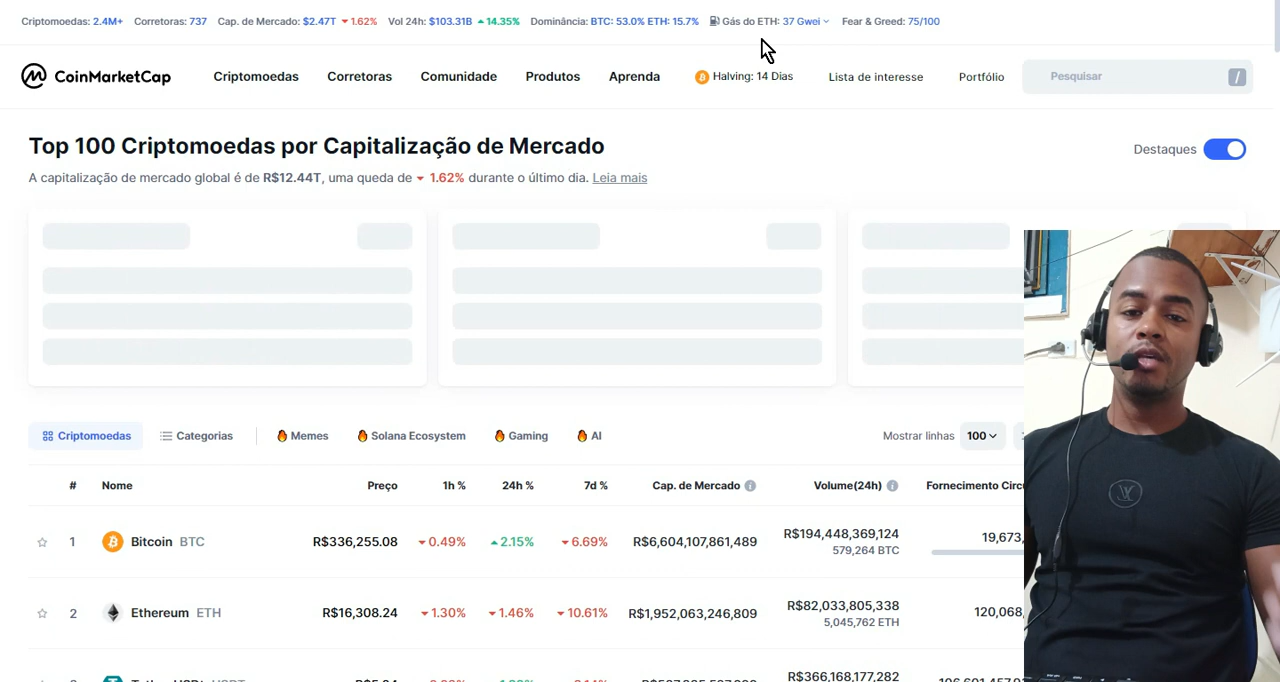 Criptomoedas: 2.4M+ Corretoras: 737 Cap. de Mercado: $2.47T 1.62% Vol 24h: $103.31B 14.35% Dominância: BTC: 53.0% ETH: 15.7% Gás do ETH: 37 Gwei Fear & Greed: 75/100
CoinMarketCap Criptomoedas Corretoras Comunidade Produtos Aprenda Halving: 14 Dias Lista de interesse Portfólio Pesquisar /
Top 100 Criptomoedas por Capitalização de Mercado
Destaques
A capitalização de mercado global é de R$12.44T, uma queda de 1.62% durante o último dia. Leia mais
Criptomoedas Categorias Memes Solana Ecosystem Gaming AI Mostrar linhas 100
# Nome Preço 1h % 24h % 7d % Cap. de Mercado Volume(24h) Fornecimento
1 Bitcoin BTC R$336,255.08 0.49% 2.15% 6.69% R$6,604,107,861,489 R$194,448,369,124 19,673,
579,264 BTC
2 Ethereum ETH R$16,308.24 1.30% 1.46% 10.61% R$1,952,063,246,809 R$82,033,805,338 120,068,
5,045,762 ETH
R$366,168,177,282